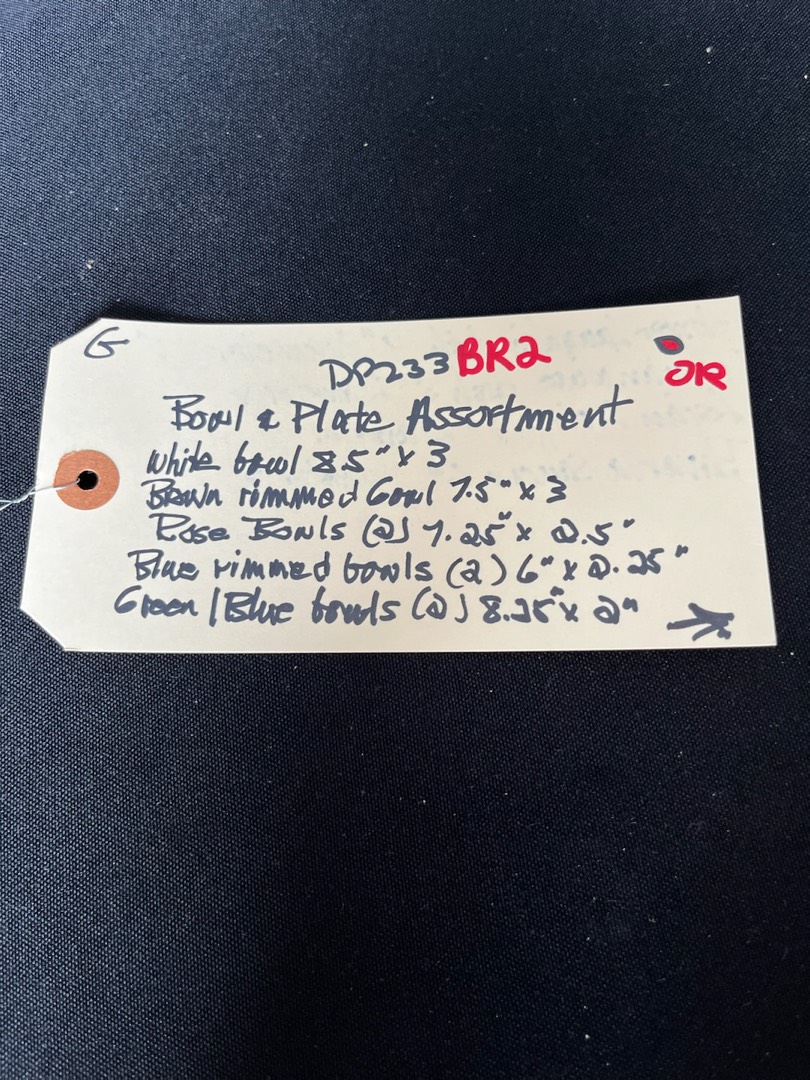 G
DP233 BR2
JR
Bowl & Plate Assortment
White bowl 8.5" x 3
Brown rimmed bowl 7.5" x 3
Rose Bowls (2) 7.25" x 2.5"
Blue rimmed bowls (2) 6" x 2.25"
Green/Blue bowls (2) 8.25" x 2"